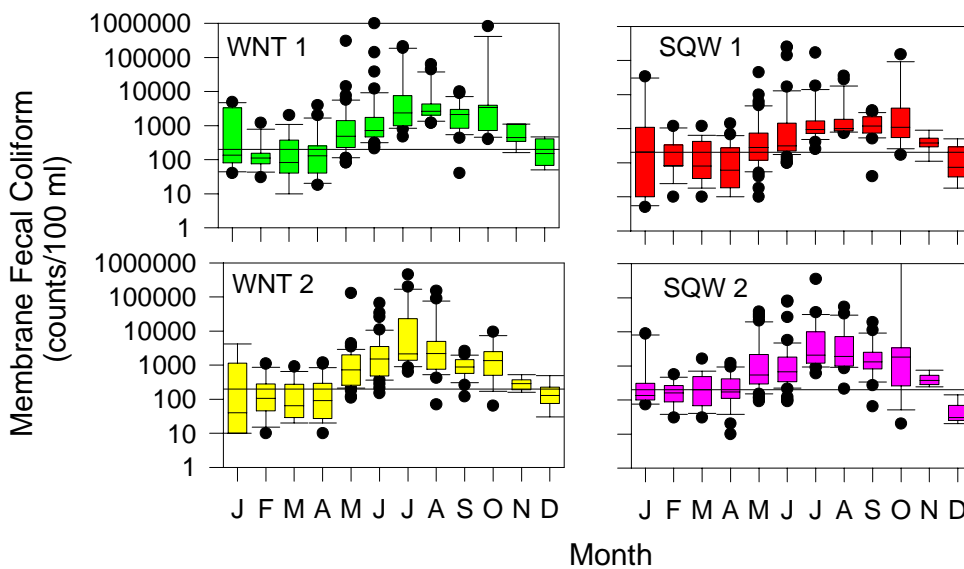 Membrane Fecal Coliform
(counts/100 ml)
1000000
100000
10000
1000
100
10
1
WNT 1
SQW 1
1000000
100000
10000
1000
100
10
1
WNT 2
SQW 2
J F M A M J J A S O N D
J F M A M J J A S O N D
Month